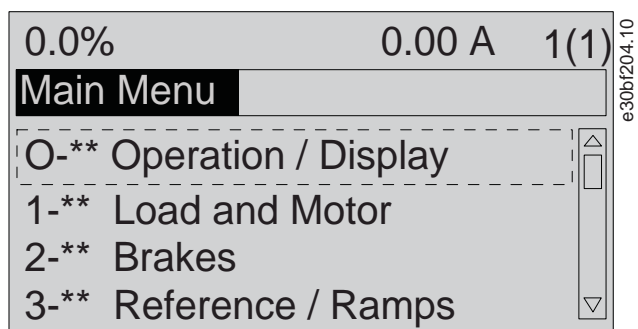 0.0% 0.00 A 1(1)
Main Menu
O-** Operation / Display
1-** Load and Motor
2-** Brakes
3-** Reference / Ramps
e30bf204.10